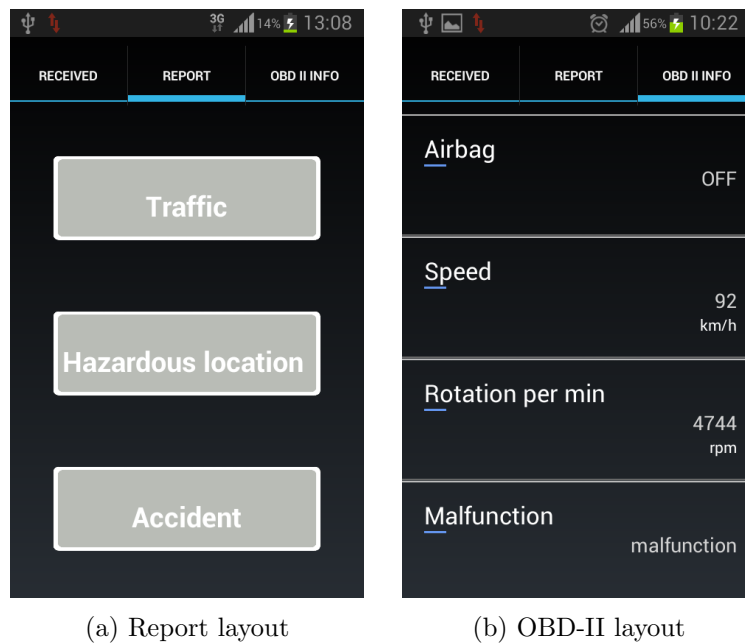 3G 14% 13:08
RECEIVED REPORT OBD II INFO
Traffic
Hazardous location
Accident
(a) Report layout
56% 10:22
RECEIVED REPORT OBD II INFO
Airbag
OFF
Speed
92
km/h
Rotation per min
4744
rpm
Malfunction
malfunction
(b) OBD-II layout